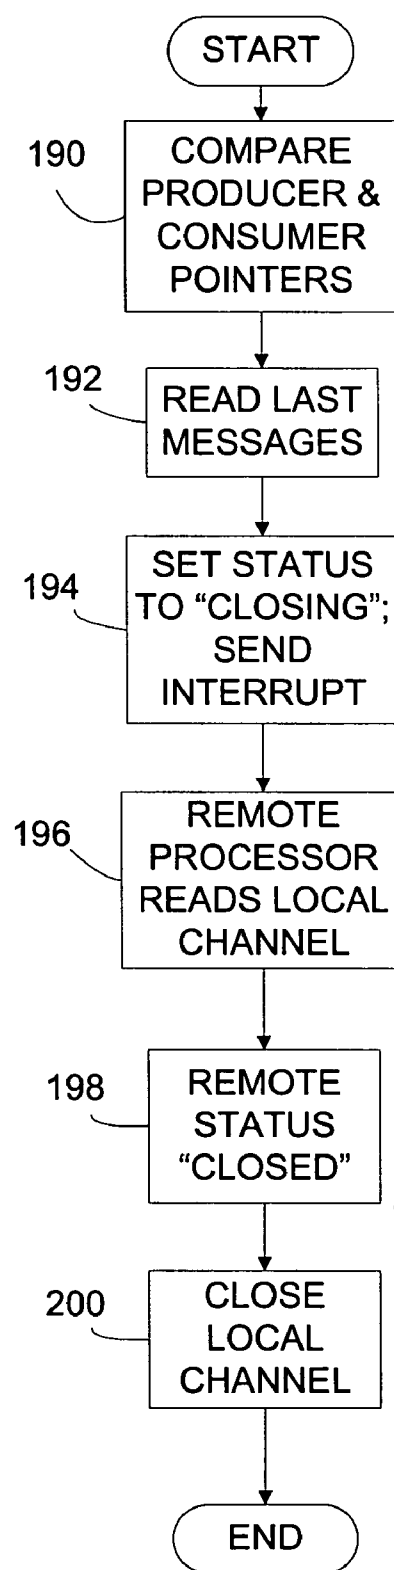 START
190
COMPARE
PRODUCER &
CONSUMER
POINTERS
192
READ LAST
MESSAGES
194
SET STATUS
TO “CLOSING”;
SEND
INTERRUPT
196
REMOTE
PROCESSOR
READS LOCAL
CHANNEL
198
REMOTE
STATUS
“CLOSED”
200
CLOSE
LOCAL
CHANNEL
END